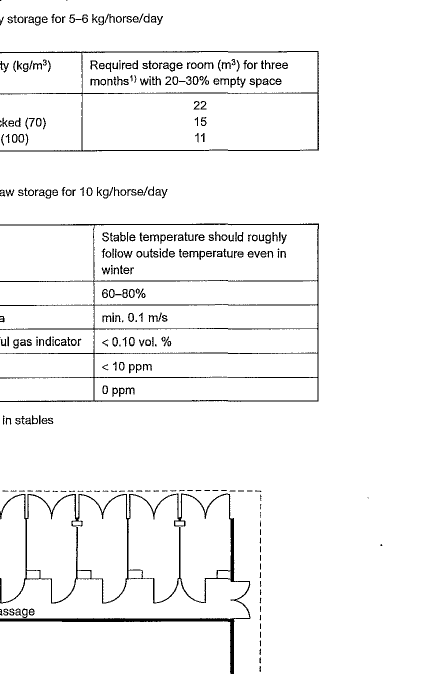 y storage for 5–6 kg/horse/day
ty (kg/m³)
Required storage room (m³) for three
months¹⁾ with 20–30% empty space
22
cked (70)
15
(100)
11
aw storage for 10 kg/horse/day
Stable temperature should roughly
follow outside temperature even in
winter
60–80%
a
min. 0.1 m/s
ful gas indicator
< 0.10 vol. %
< 10 ppm
0 ppm
in stables
assage